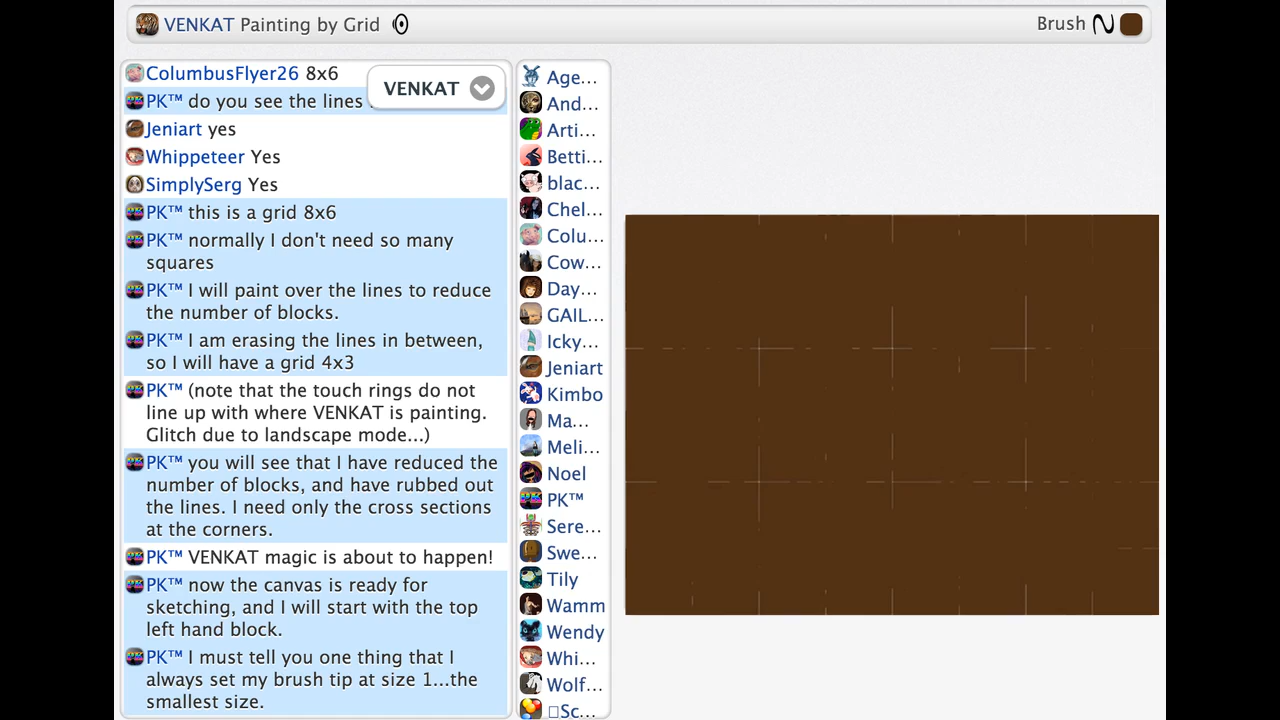 VENKAT Painting by Grid
Brush
ColumbusFlyer26 8x6
VENKAT
PK™ do you see the lines
Jeniart yes
Whippeteer Yes
SimplySerg Yes
PK™ this is a grid 8x6
PK™ normally I don't need so many
squares
PK™ I will paint over the lines to reduce
the number of blocks.
PK™ I am erasing the lines in between,
so I will have a grid 4x3
PK™ (note that the touch rings do not
line up with where VENKAT is painting.
Glitch due to landscape mode...)
PK™ you will see that I have reduced the
number of blocks, and have rubbed out
the lines. I need only the cross sections
at the corners.
PK™ VENKAT magic is about to happen!
PK™ now the canvas is ready for
sketching, and I will start with the top
left hand block.
PK™ I must tell you one thing that I
always set my brush tip at size 1...the
smallest size.
Age...
And...
Arti...
Betti...
blac...
Chel...
Colu...
Cow...
Day...
GAIL...
Icky...
Jeniart
Kimbo
Ma...
Meli...
Noel
PK™
Sere...
Swe...
Tily
Wamm
Wendy
Whi...
Wolf...
Sc...